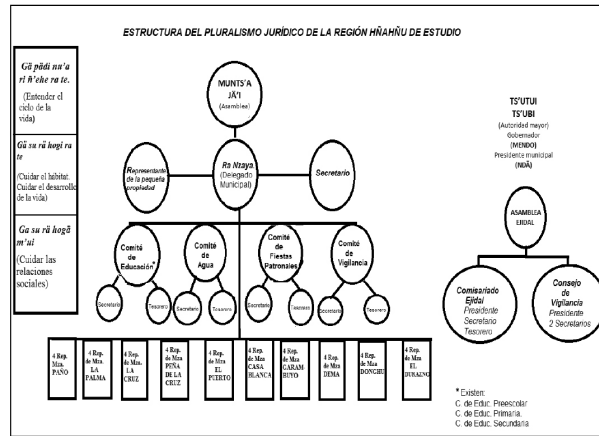 ESTRUCTURA DEL PLURALISMO JURÍDICO DE LA REGIÓN HÑAHÑU DE ESTUDIO
Gä pädi nu'a
ri ñ'ehe ra te.
(Entender el
ciclo de la
vida)
Gä su rä hogi ra
te
(Cuidar el hábitat.
Cuidar el desarrollo
de la vida)
Ga su rä hogä
m'ui
(Cuidar las
relaciones
sociales)
MUNTS'A
JÄ'I
(Asamblea)
Representante
de la pequeña
propiedad
Ra Nzaya.
(Delegado
Municipal)
Secretario
Comité
de
Educación*
Comité
de
Agua
Comité
de
Fiestas
Patronales
Comité
de
Vigilancia
Secretario
Tesorero
Secretario
Tesorero
Secretario
Tesorero
Secretario
Tesorero
4 Rep.
Mza.
PAÑO
4 Rep.
de Mza.
LA
PALMA
4 Rep.
de Mza.
LA
CRUZ
4 Rep.
de Mza
PEÑA
DE LA
CRUZ
4 Rep.
de Mza
EL
PUERTO
4 Rep.
de Mza
CASA
BLANCA
4 Rep.
de Mza
GARAM-
BUYO
4 Rep.
de Mza
DEMA
4 Rep.
de Mza
DONGHU
4 Rep.
de Mza
EL
DURAZNO
TS'UTUI
TS'UBI
(Autoridad mayor)
Gobernador
(MENDO)
Presidente municipal
(NDÄ)
ASAMBLEA
EJIDAL
Comisariado
Ejidal
Presidente
Secretario
Tesorero
Consejo
de
Vigilancia
Presidente
2 Secretarios
* Existen:
C. de Educ. Preescolar
C. de Educ. Primaria.
C. de Educ. Secundaria